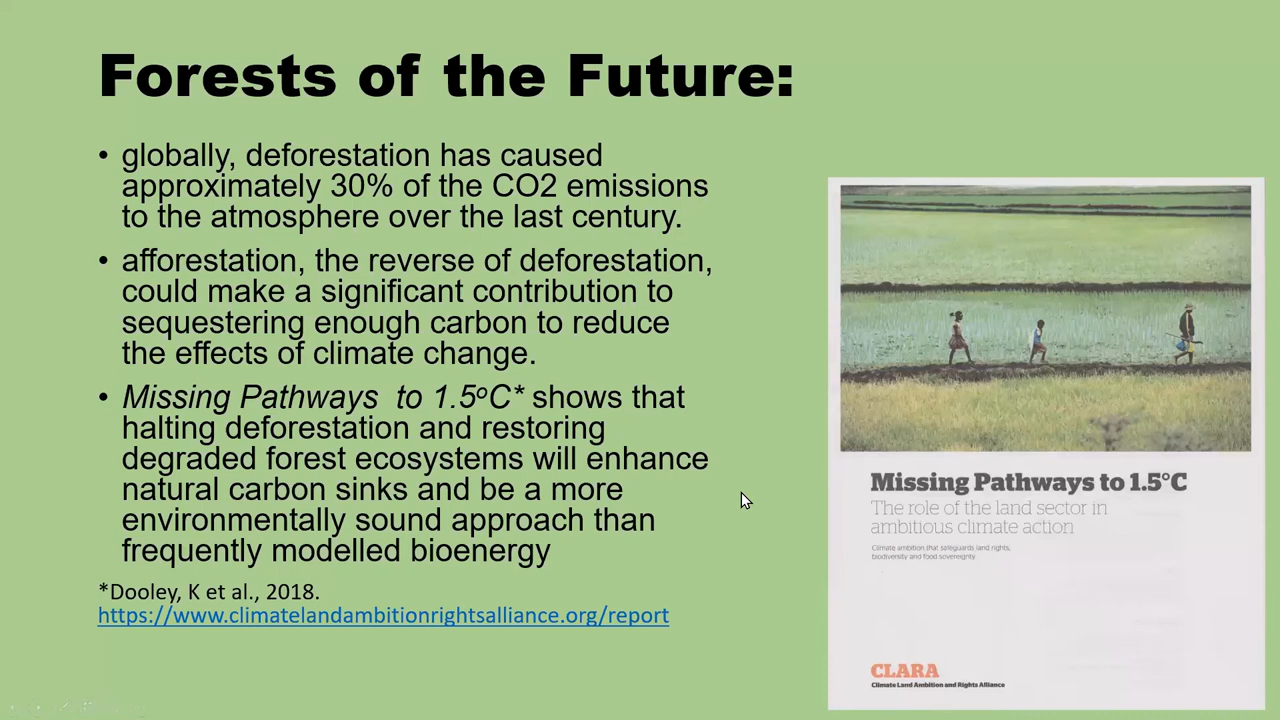 Forests of the Future:
• globally, deforestation has caused
approximately 30% of the CO2 emissions
to the atmosphere over the last century.
• afforestation, the reverse of deforestation,
could make a significant contribution to
sequestering enough carbon to reduce
the effects of climate change.
• Missing Pathways to 1.5ºC* shows that
halting deforestation and restoring
degraded forest ecosystems will enhance
natural carbon sinks and be a more
environmentally sound approach than
frequently modelled bioenergy
*Dooley, K et al., 2018.
https://www.climatelandambitionrightsalliance.org/report
Missing Pathways to 1.5°C
The role of the land sector in
ambitious climate action
Climate ambition that safeguards land rights,
biodiversity and food sovereignty
CLARA
Climate Land Ambition and Rights Alliance